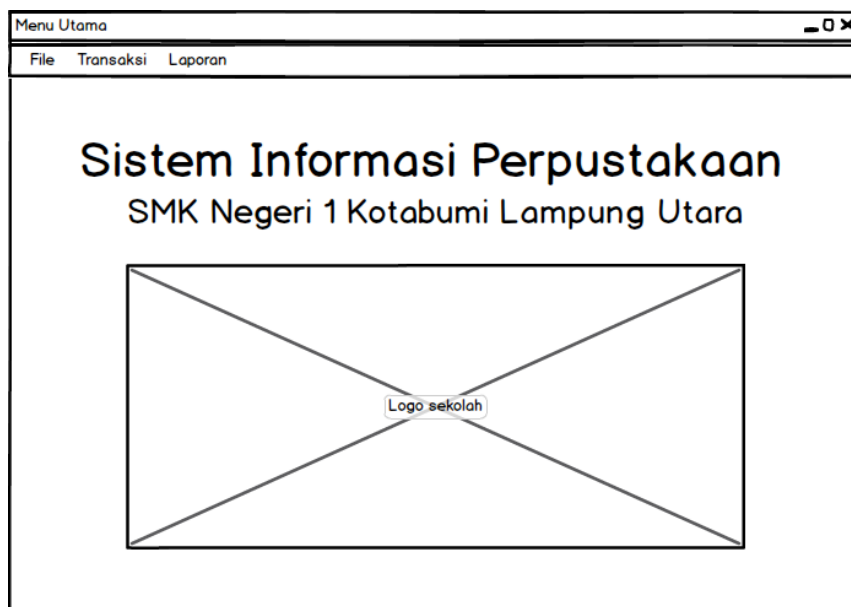 Menu Utama
File Transaksi Laporan
Sistem Informasi Perpustakaan
SMK Negeri 1 Kotabumi Lampung Utara
Logo sekolah